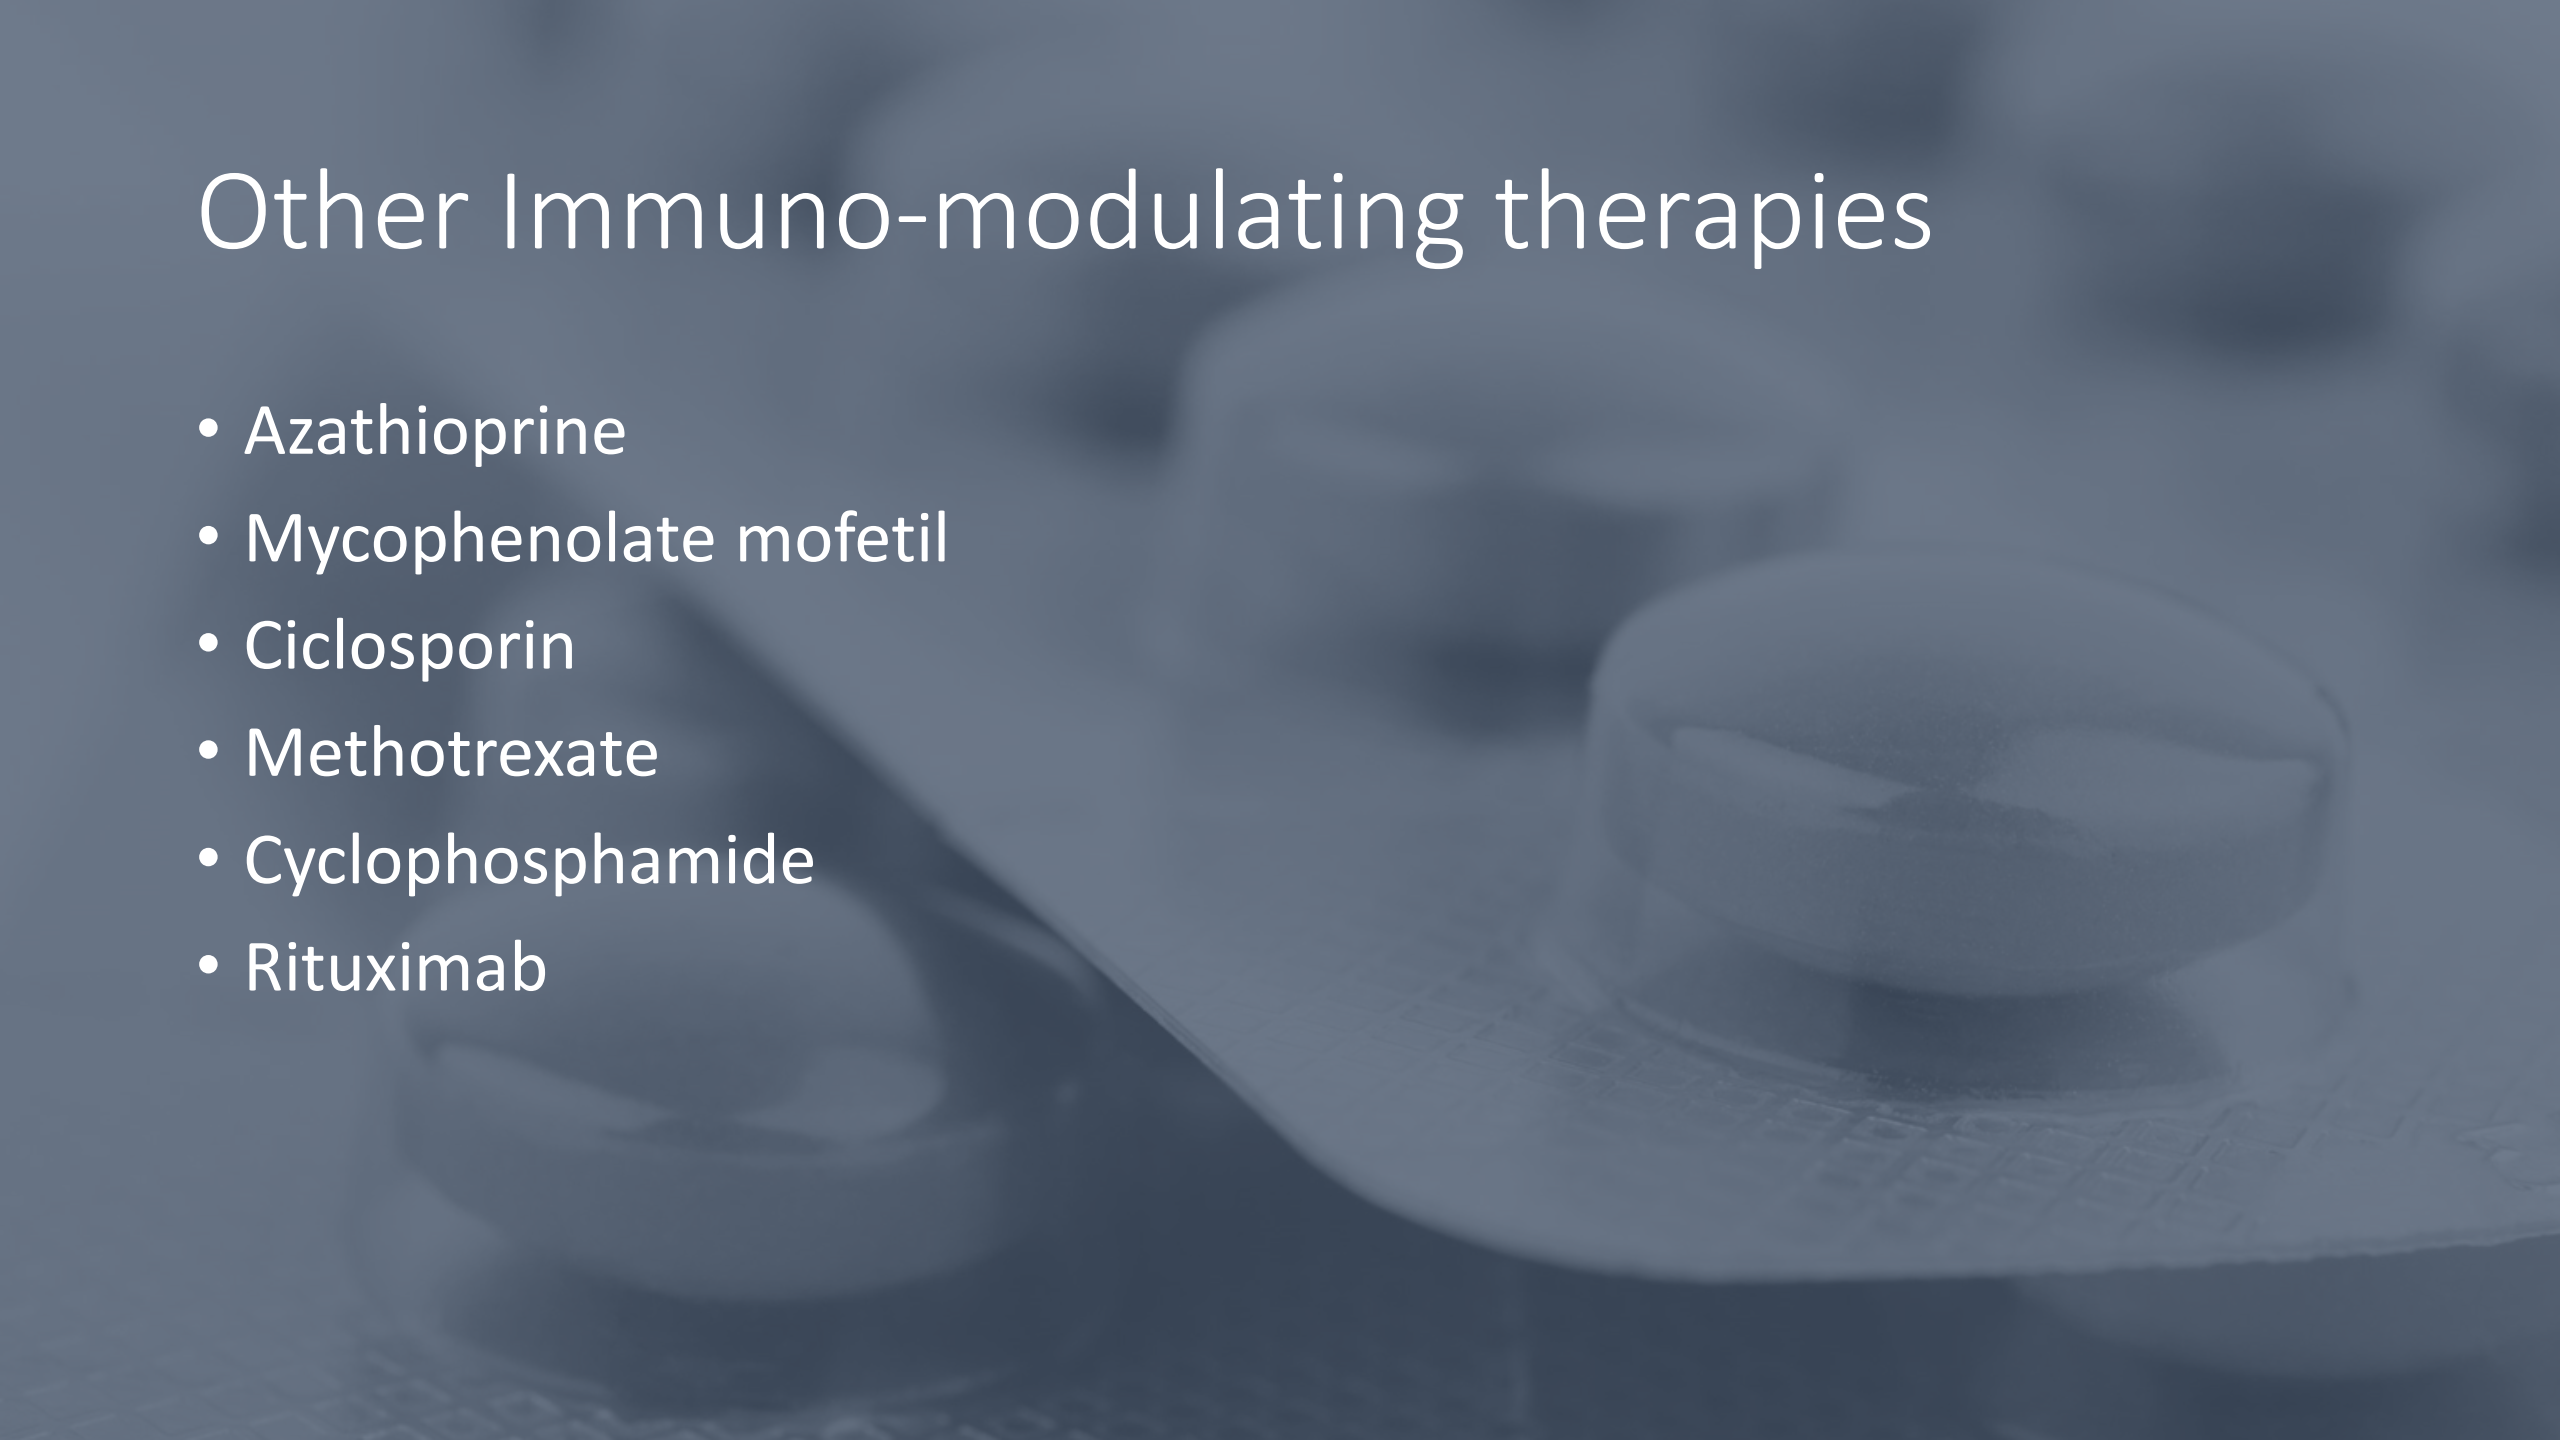 Other Immuno-modulating therapies
• Azathioprine
• Mycophenolate mofetil
• Ciclosporin
• Methotrexate
• Cyclophosphamide
• Rituximab